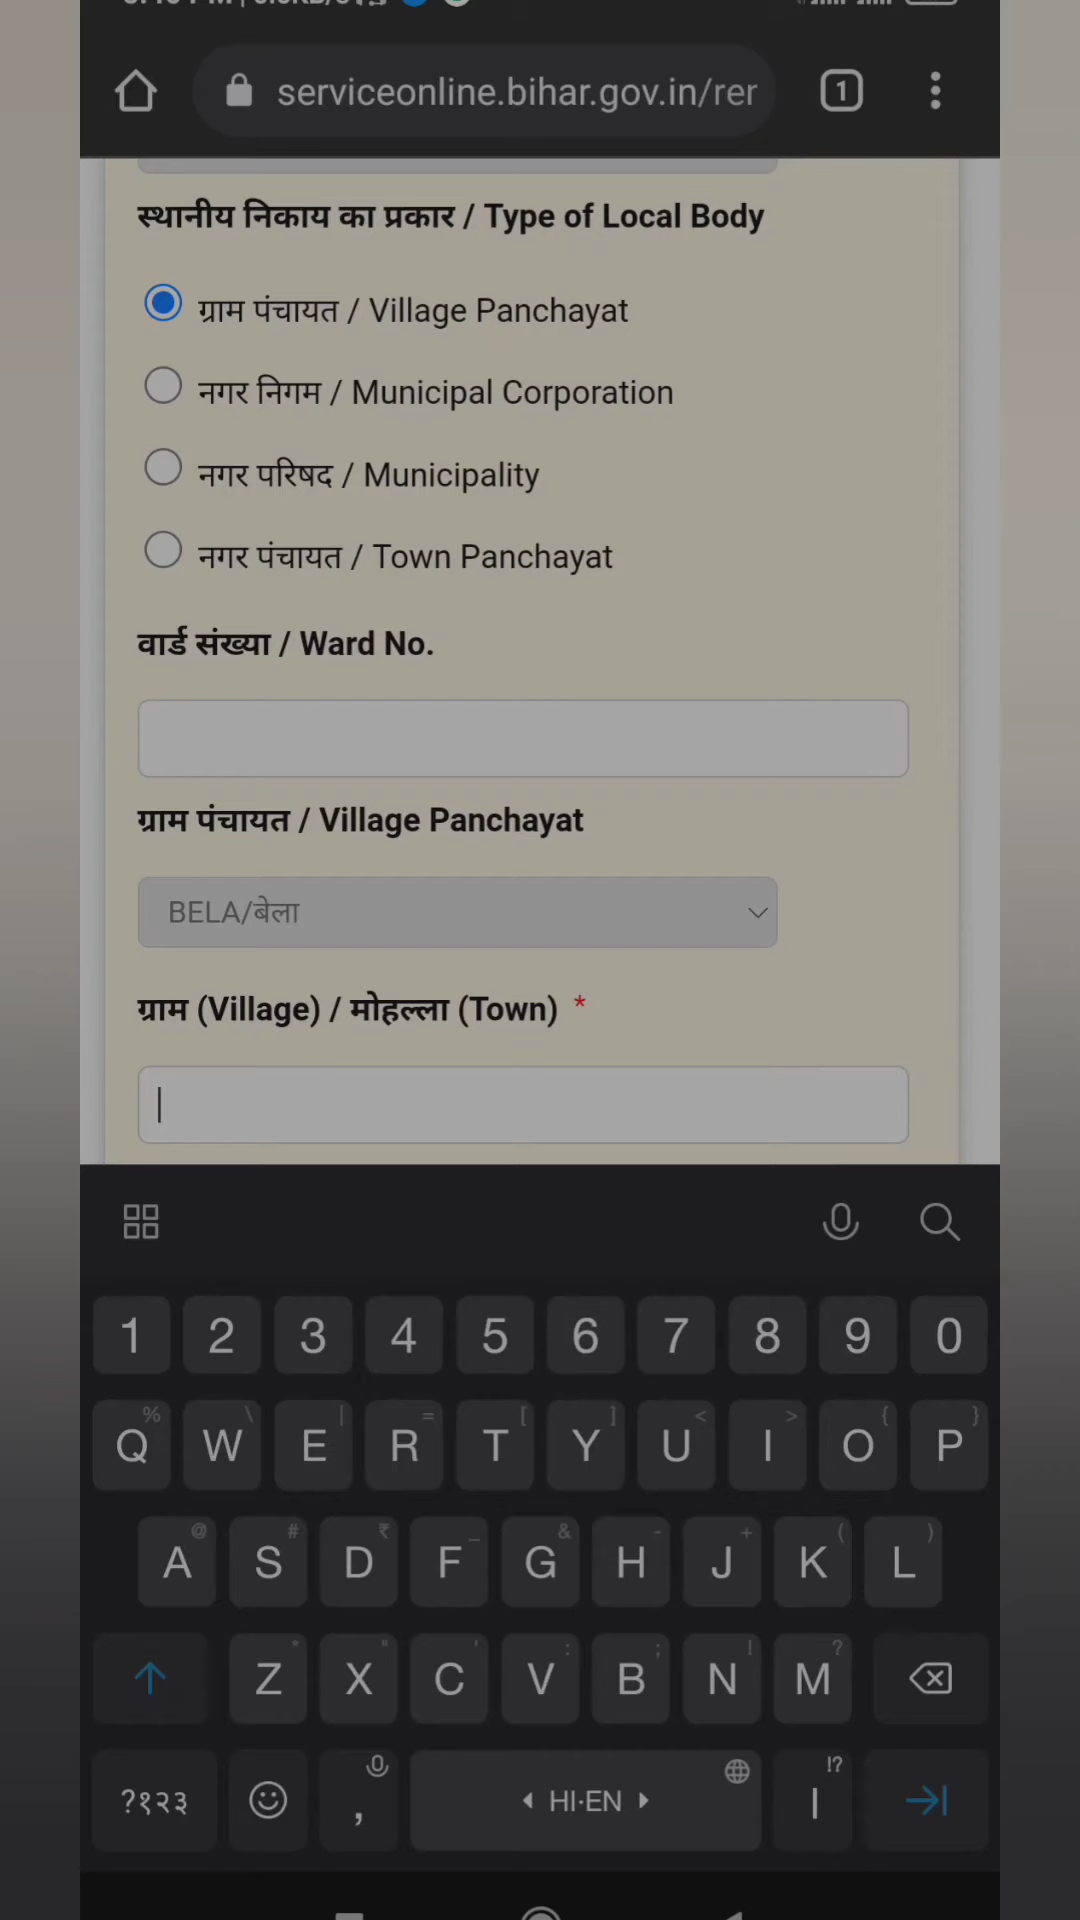 serviceonline.bihar.gov.in/rer
1
स्थानीय निकाय का प्रकार / Type of Local Body
ग्राम पंचायत / Village Panchayat
नगर निगम / Municipal Corporation
नगर परिषद / Municipality
नगर पंचायत / Town Panchayat
वार्ड संख्या / Ward No.
ग्राम पंचायत / Village Panchayat
BELA/बेला
ग्राम (Village) / मोहल्ला (Town) *
1 2 3 4 5 6 7 8 9 0
% \ | = [ ] < > { }
Q W E R T Y U I O P
@ # ₹ _ & - + ( )
A S D F G H J K L
* " ' : ; ! ?
Z X C V B N M
!?
?१२३ , HI·EN |